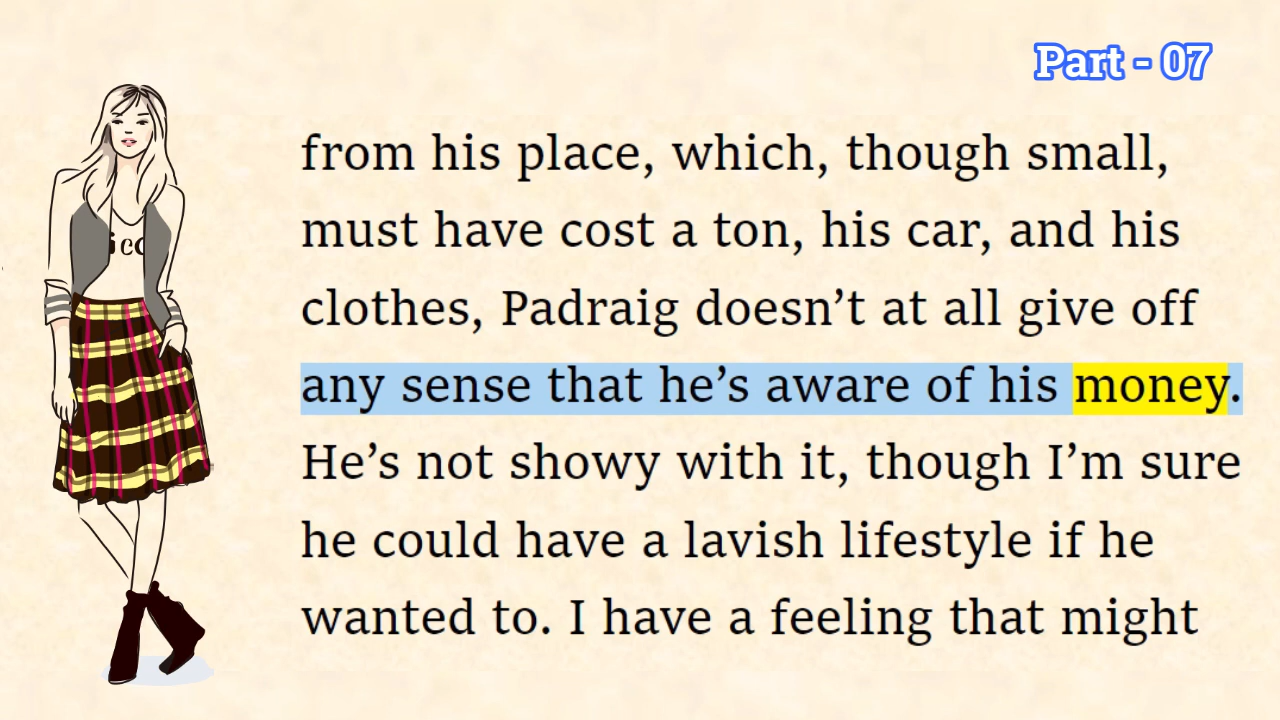 Part - 07
from his place, which, though small,
must have cost a ton, his car, and his
clothes, Padraig doesn’t at all give off
any sense that he’s aware of his money.
He’s not showy with it, though I’m sure
he could have a lavish lifestyle if he
wanted to. I have a feeling that might